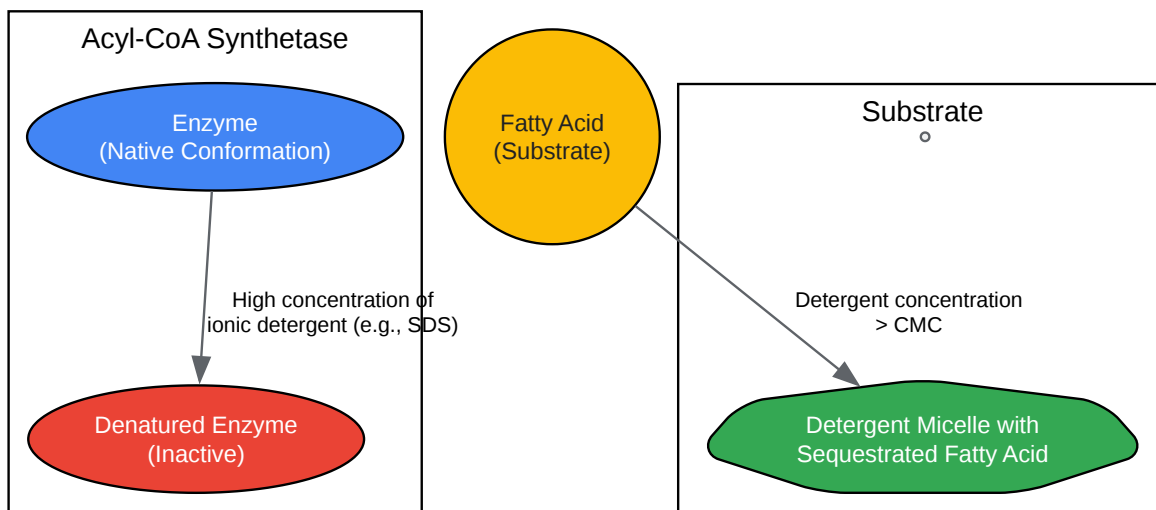 Acyl-CoA Synthetase
Enzyme
(Native Conformation)
High concentration of
ionic detergent (e.g., SDS)
Denatured Enzyme
(Inactive)
Fatty Acid
(Substrate)
Substrate
Detergent concentration
> CMC
Detergent Micelle with
Sequestrated Fatty Acid